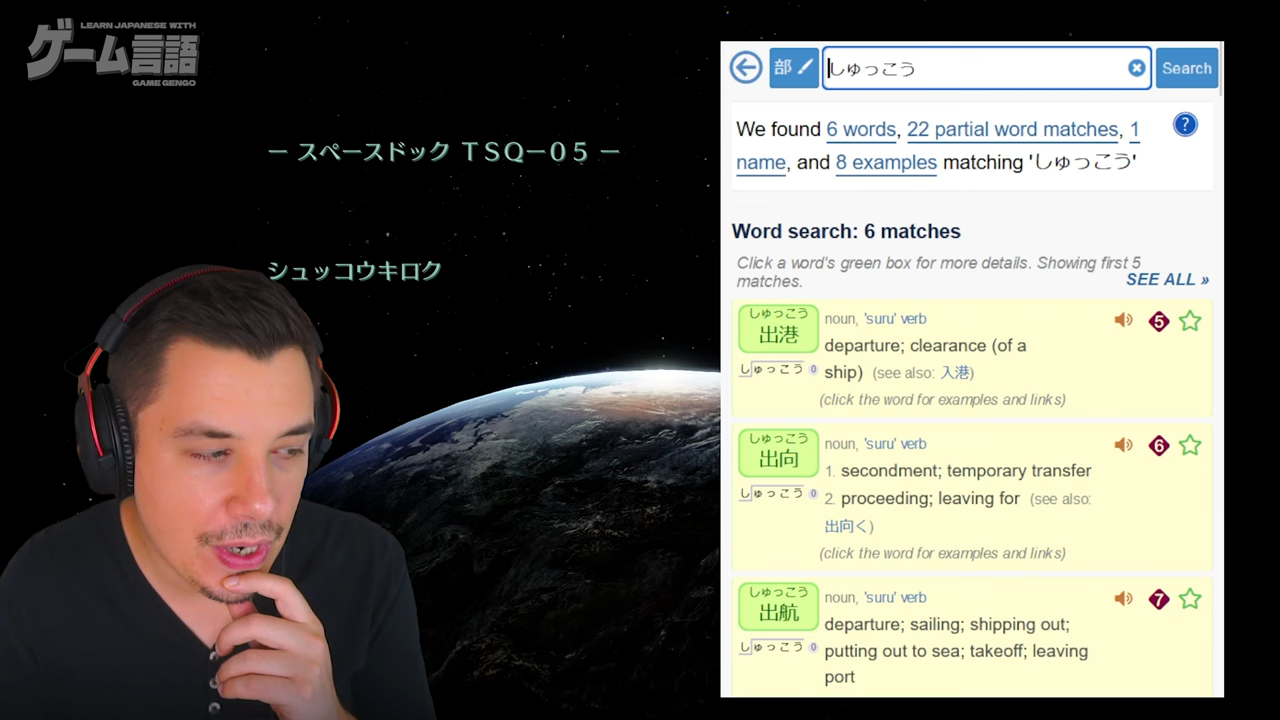 LEARN JAPANESE WITH
ゲーム言語
GAME GENGO
ー スペースドック TSQー05 ー
シュッコウキロク
部
しゅっこう
Search
We found 6 words, 22 partial word matches, 1
name, and 8 examples matching 'しゅっこう'
?
Word search: 6 matches
Click a word's green box for more details. Showing first 5
matches.
SEE ALL »
しゅっこう
出港
しゅっこう 0
noun, 'suru' verb
5
departure; clearance (of a
ship) (see also: 入港)
(click the word for examples and links)
しゅっこう
出向
しゅっこう 0
noun, 'suru' verb
6
1. secondment; temporary transfer
2. proceeding; leaving for (see also:
出向く)
(click the word for examples and links)
しゅっこう
出航
しゅっこう 0
noun, 'suru' verb
7
departure; sailing; shipping out;
putting out to sea; takeoff; leaving
port